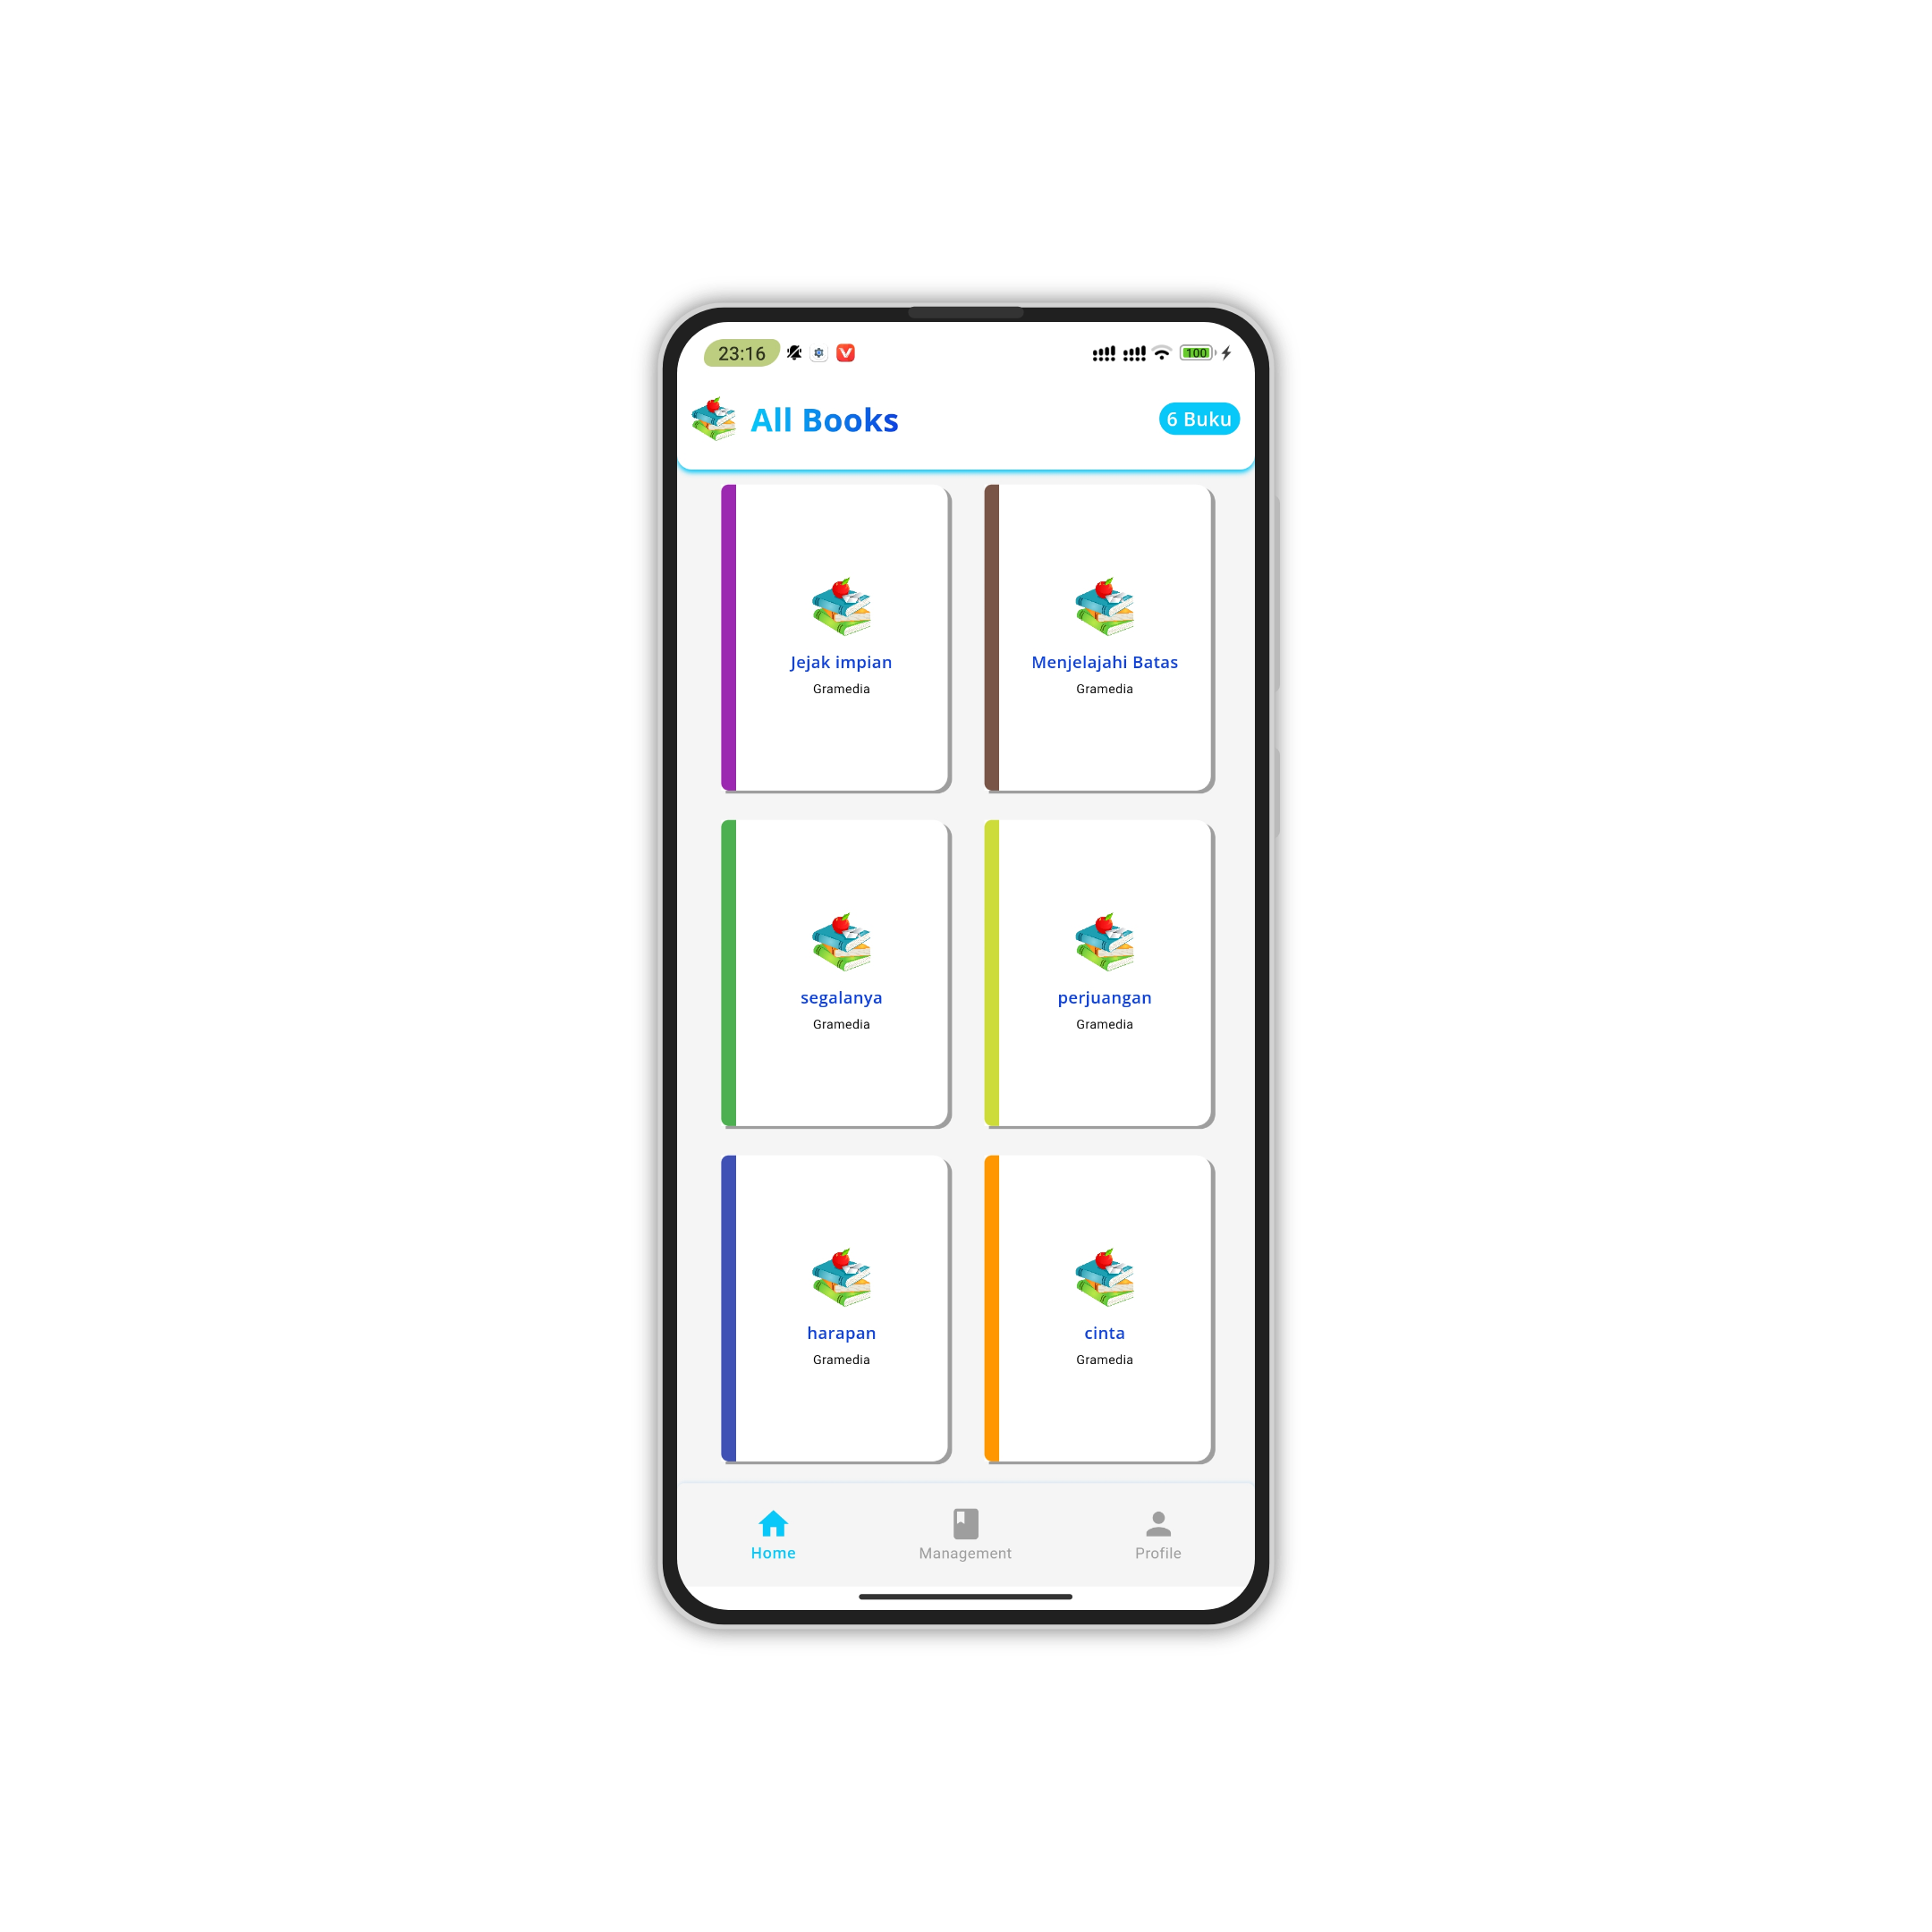 23:16
100
All Books
6 Buku
Jejak impian
Gramedia
Menjelajahi Batas
Gramedia
segalanya
Gramedia
perjuangan
Gramedia
harapan
Gramedia
cinta
Gramedia
Home
Management
Profile